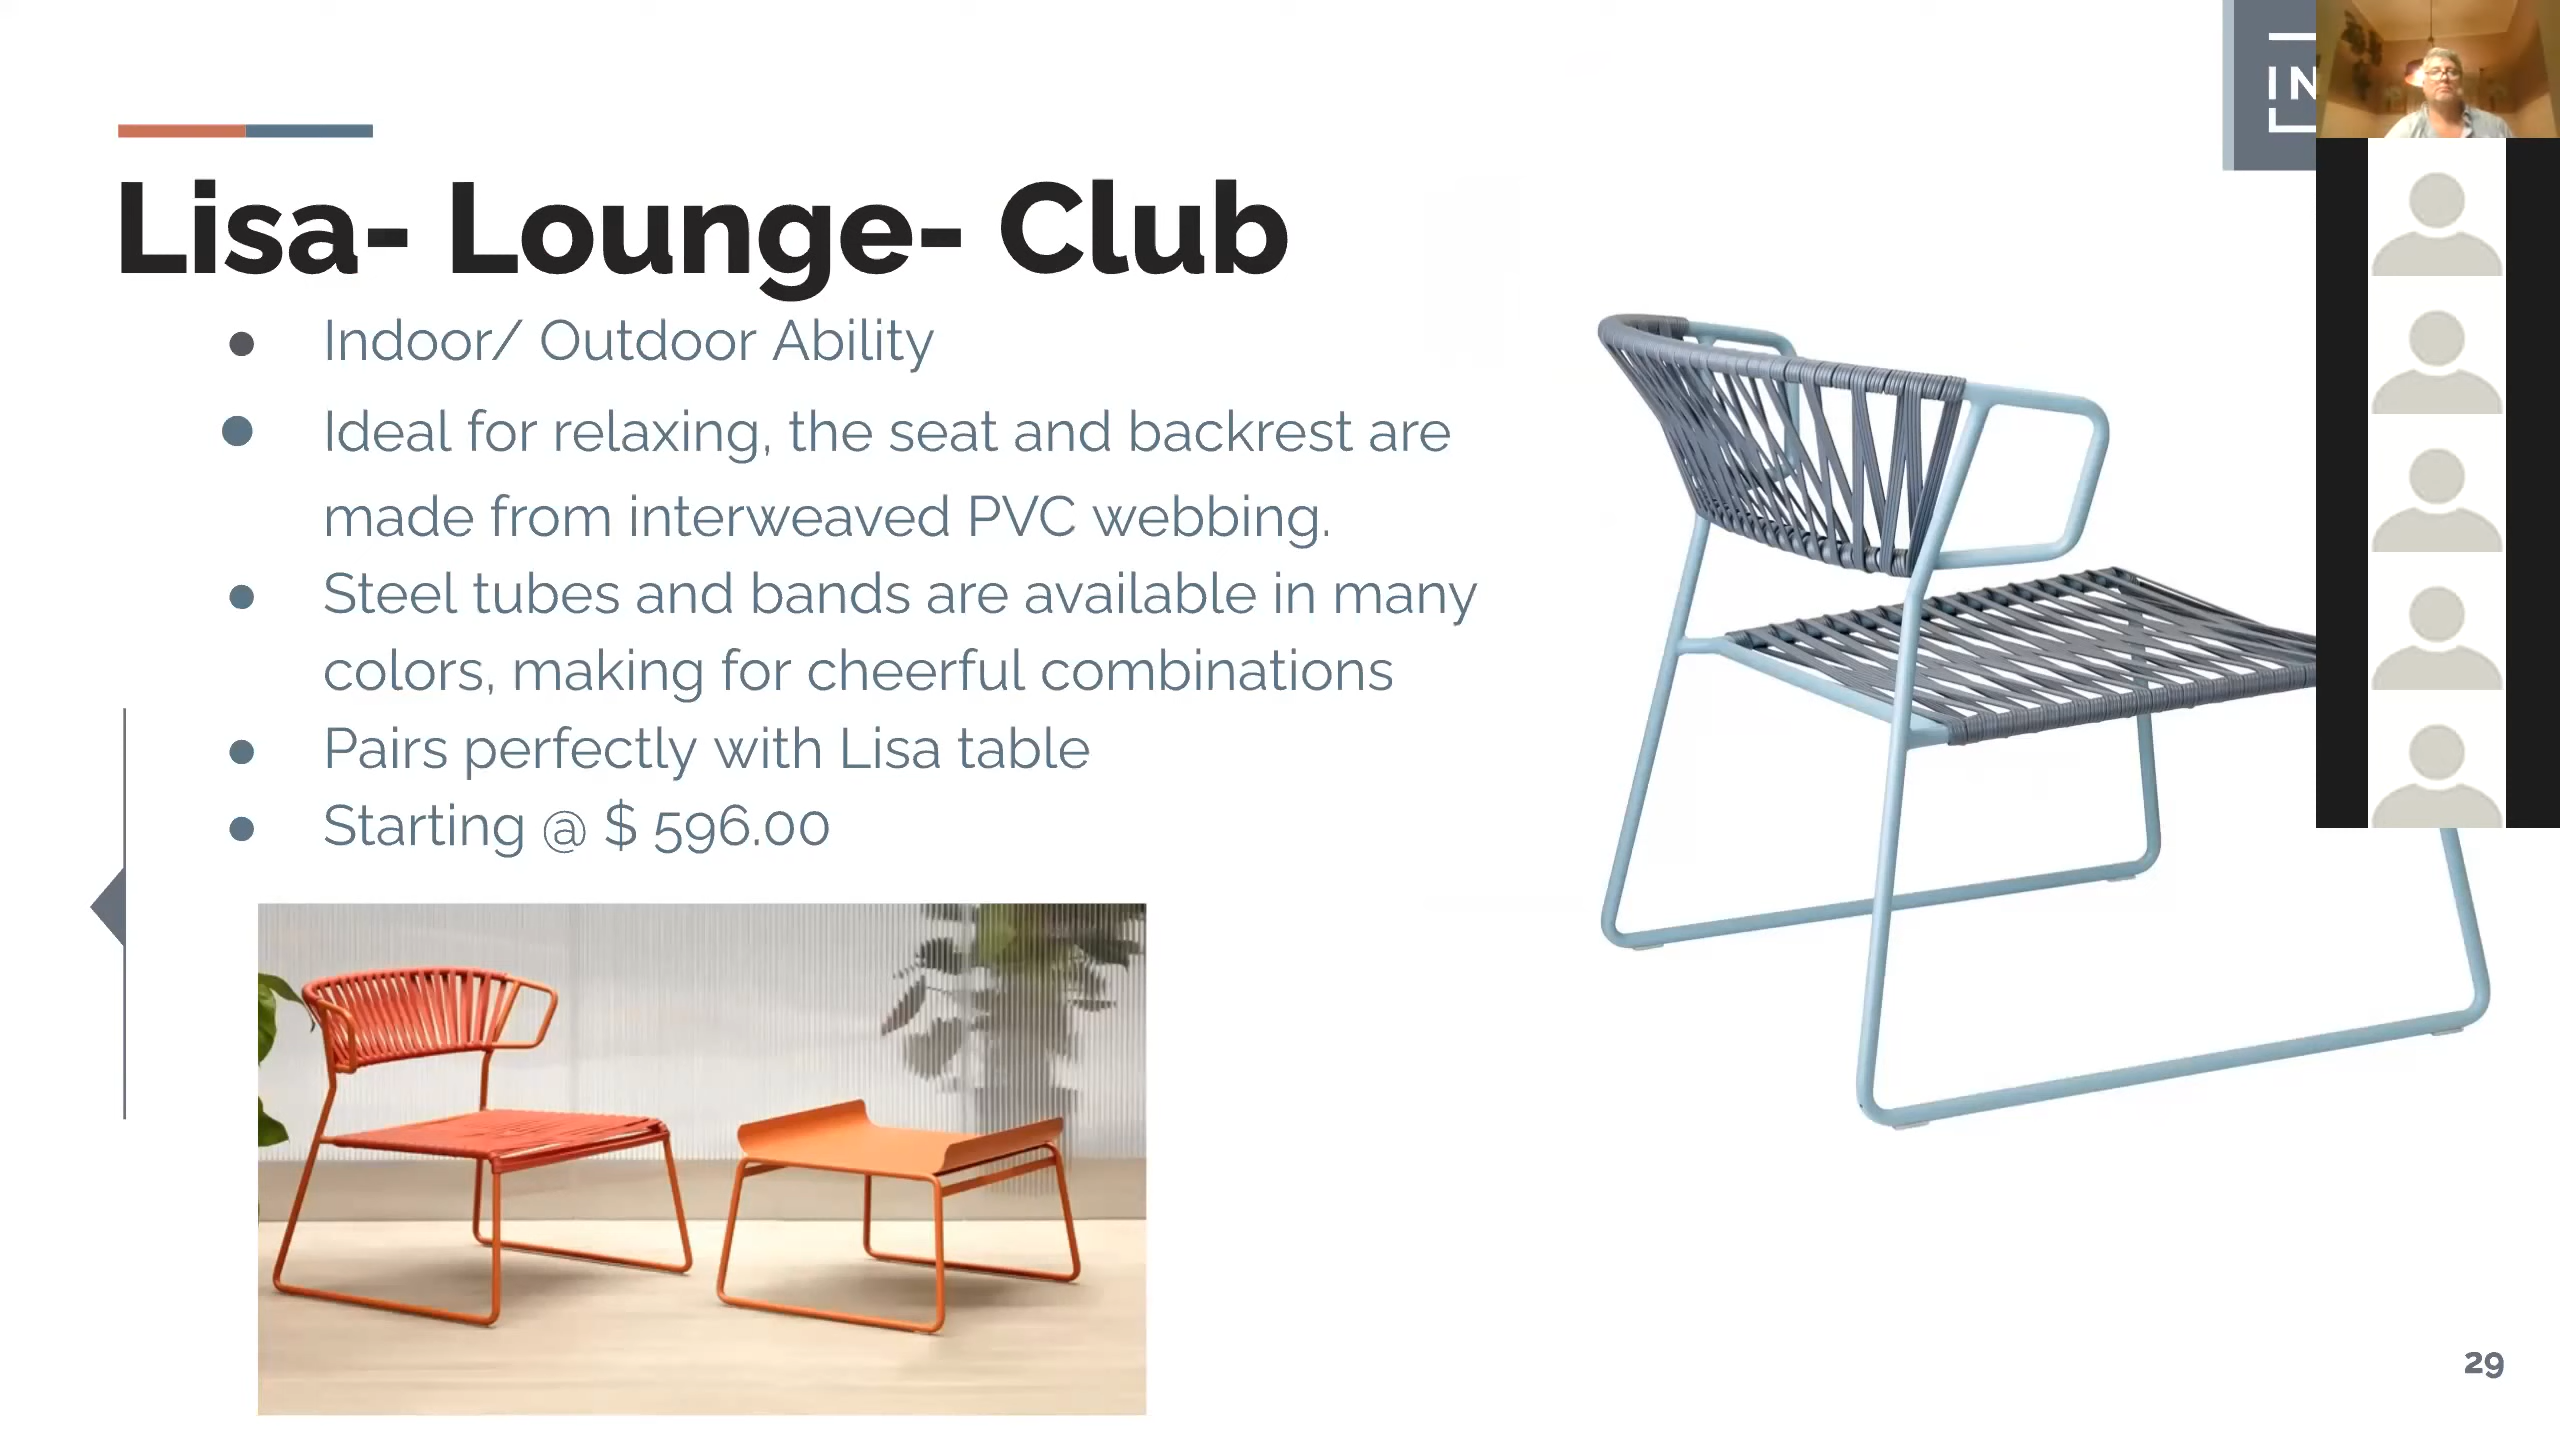 IN
Lisa- Lounge- Club
● Indoor/ Outdoor Ability
● Ideal for relaxing, the seat and backrest are
made from interweaved PVC webbing.
● Steel tubes and bands are available in many
colors, making for cheerful combinations
● Pairs perfectly with Lisa table
● Starting @ $ 596.00
29